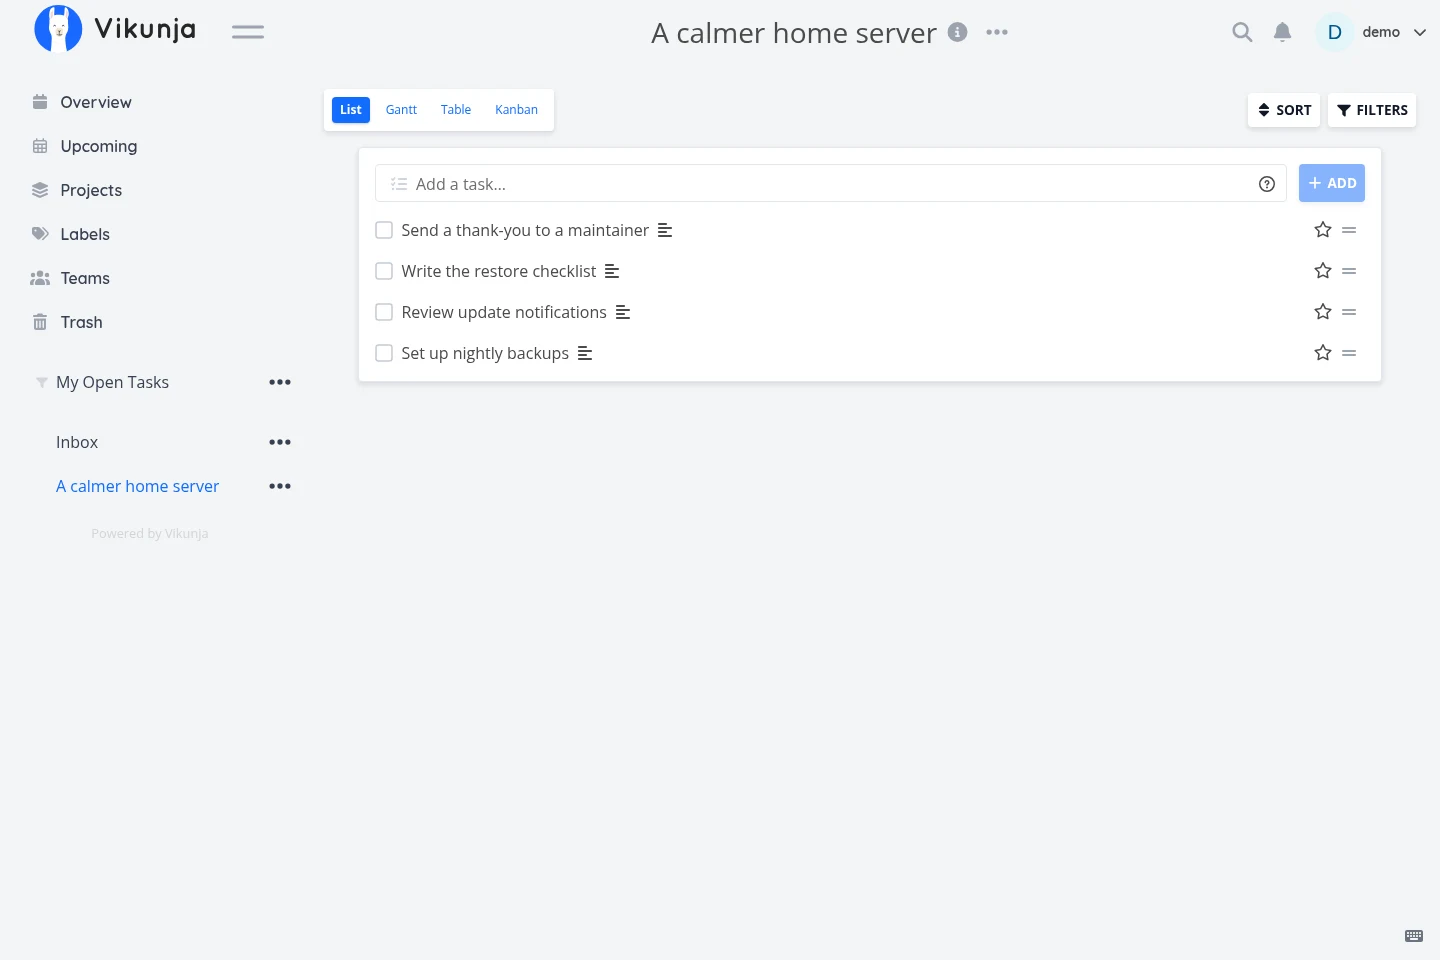 Vikunja
A calmer home server
D
demo
Overview
Upcoming
Projects
Labels
Teams
Trash
My Open Tasks
Inbox
A calmer home server
Powered by Vikunja
List
Gantt
Table
Kanban
SORT
FILTERS
Add a task...
ADD
Send a thank-you to a maintainer
Write the restore checklist
Review update notifications
Set up nightly backups